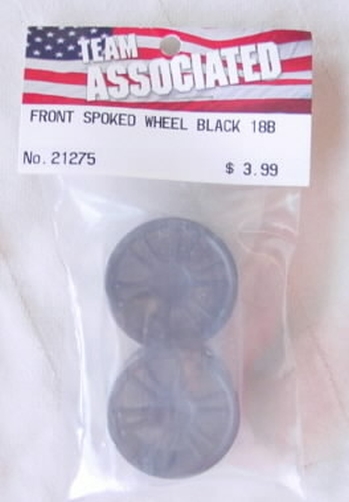 TEAM
ASSOCIATED
FRONT SPOKED WHEEL BLACK 18B
No. 21275
$ 3.99